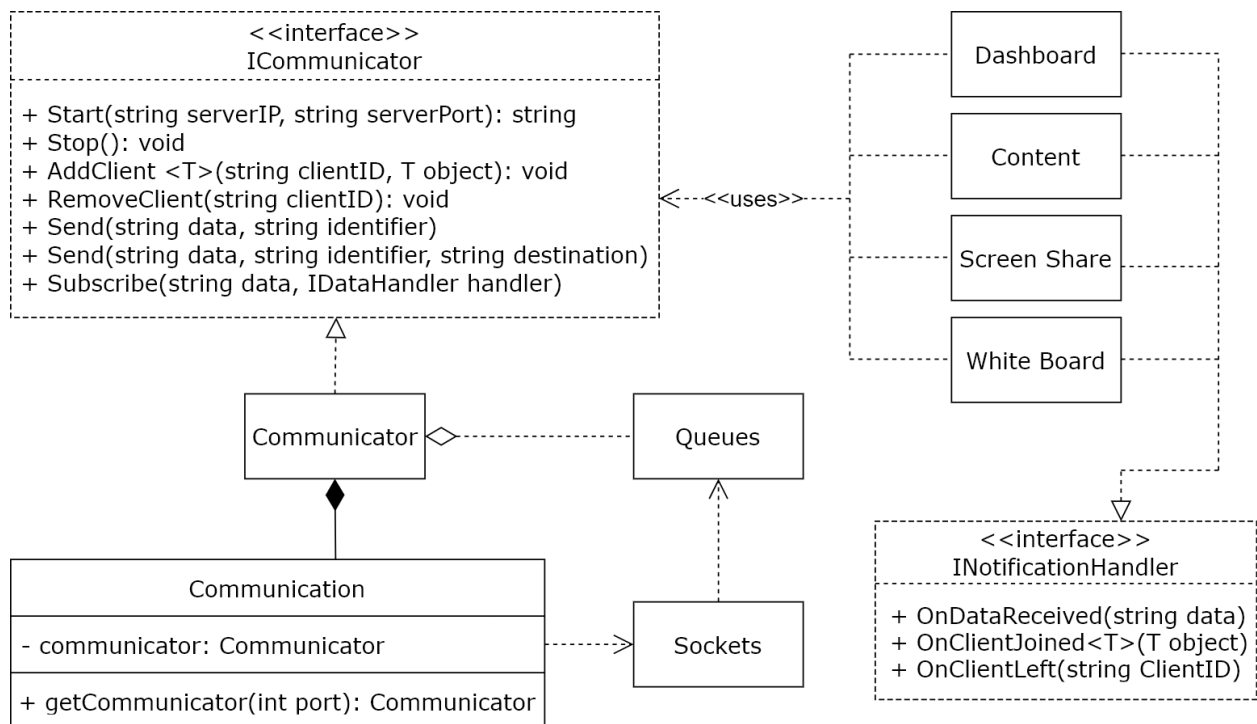 <<interface>>
ICommunicator
+ Start(string serverIP, string serverPort): string
+ Stop(): void
+ AddClient <T>(string clientID, T object): void
+ RemoveClient(string clientID): void
+ Send(string data, string identifier)
+ Send(string data, string identifier, string destination)
+ Subscribe(string data, IDataHandler handler)
<<uses>>
Dashboard
Content
Screen Share
White Board
Communicator
Queues
Communication
- communicator: Communicator
+ getCommunicator(int port): Communicator
Sockets
<<interface>>
INotificationHandler
+ OnDataReceived(string data)
+ OnClientJoined<T>(T object)
+ OnClientLeft(string ClientID)